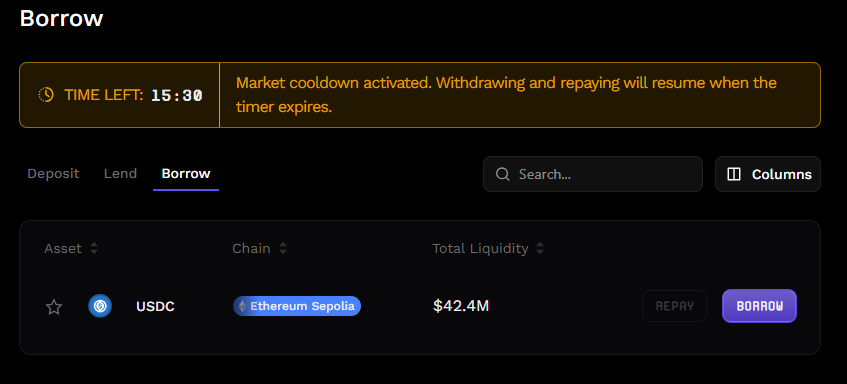 Borrow
TIME LEFT: 15:30
Market cooldown activated. Withdrawing and repaying will resume when the
timer expires.
Deposit Lend Borrow
Search... Columns
Asset Chain Total Liquidity
USDC Ethereum Sepolia $42.4M REPAY BORROW